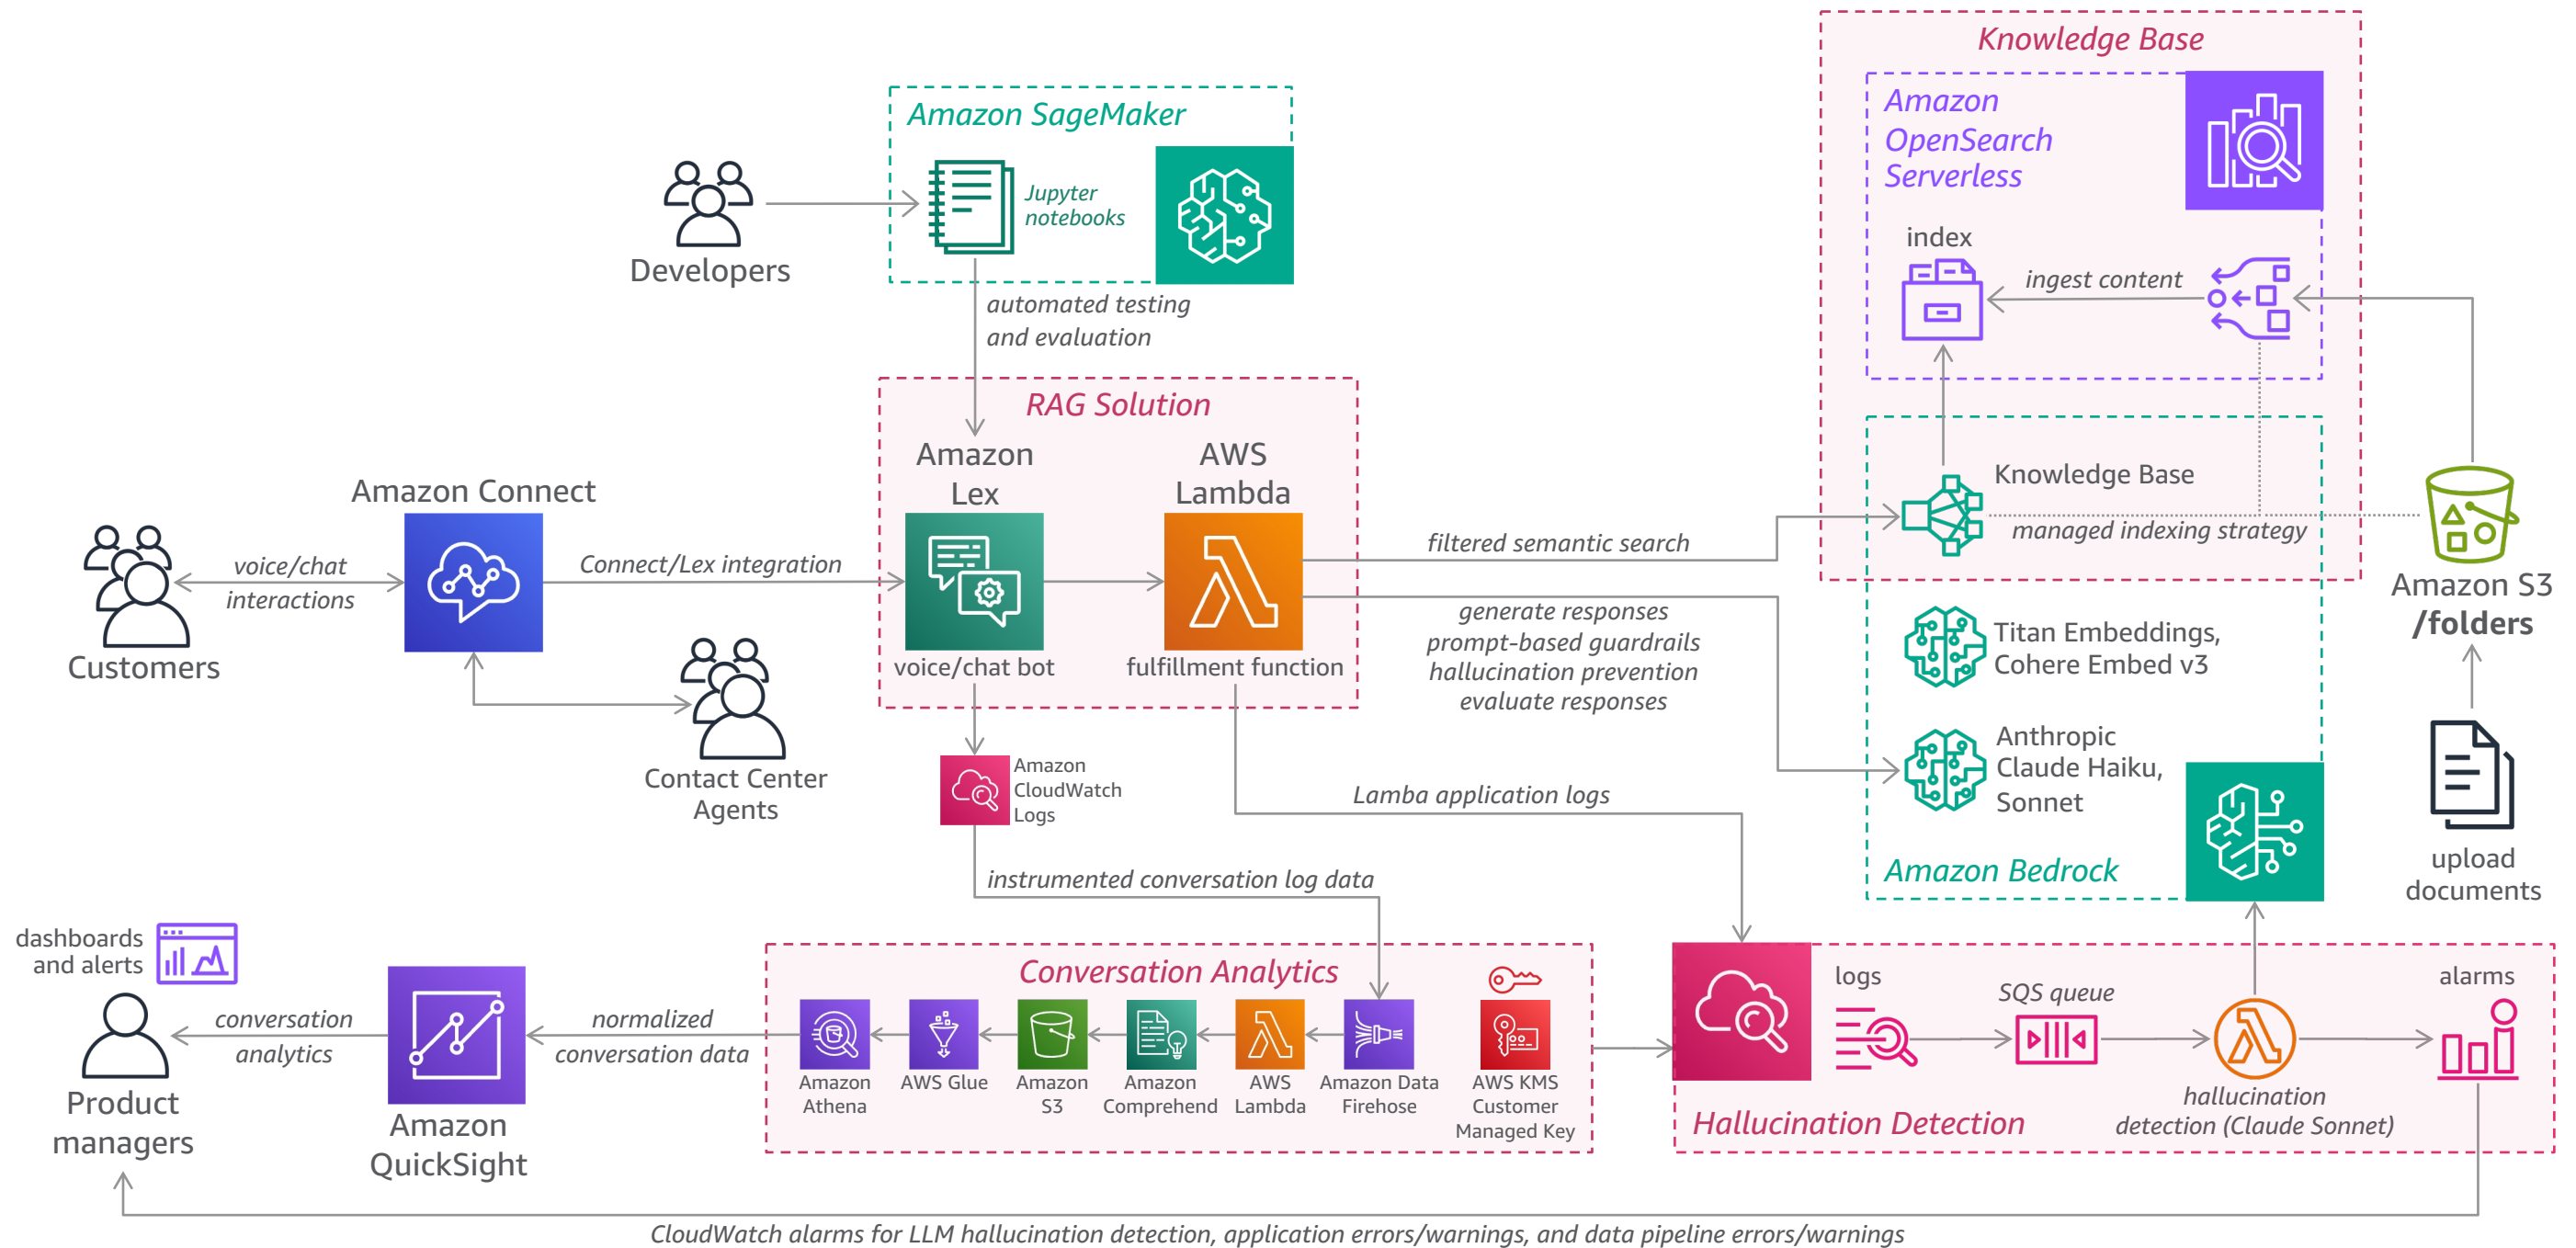 Knowledge Base
Amazon
OpenSearch
Serverless
index
ingest content
Amazon SageMaker
Jupyter
notebooks
Developers
automated testing
and evaluation
RAG Solution
Amazon
Lex
AWS
Lambda
voice/chat bot
fulfillment function
Amazon Connect
Customers
voice/chat
interactions
Connect/Lex integration
Contact Center
Agents
filtered semantic search
generate responses
prompt-based guardrails
hallucination prevention
evaluate responses
Knowledge Base
managed indexing strategy
Titan Embeddings,
Cohere Embed v3
Anthropic
Claude Haiku,
Sonnet
Amazon Bedrock
Amazon S3
/folders
upload
documents
Amazon
CloudWatch
Logs
Lamba application logs
instrumented conversation log data
dashboards
and alerts
Product
managers
conversation
analytics
Amazon
QuickSight
normalized
conversation data
Conversation Analytics
Amazon
Athena
AWS Glue
Amazon
S3
Amazon
Comprehend
AWS
Lambda
Amazon Data
Firehose
AWS KMS
Customer
Managed Key
logs
SQS queue
alarms
hallucination
detection (Claude Sonnet)
Hallucination Detection
CloudWatch alarms for LLM hallucination detection, application errors/warnings, and data pipeline errors/warnings